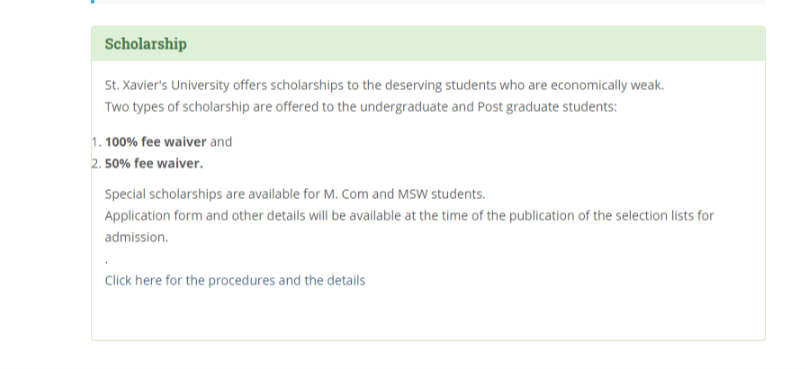 Scholarship
St. Xavier's University offers scholarships to the deserving students who are economically weak.
Two types of scholarship are offered to the undergraduate and Post graduate students:
1. 100% fee waiver and
2. 50% fee waiver.
Special scholarships are available for M. Com and MSW students.
Application form and other details will be available at the time of the publication of the selection lists for
admission.
.
Click here for the procedures and the details